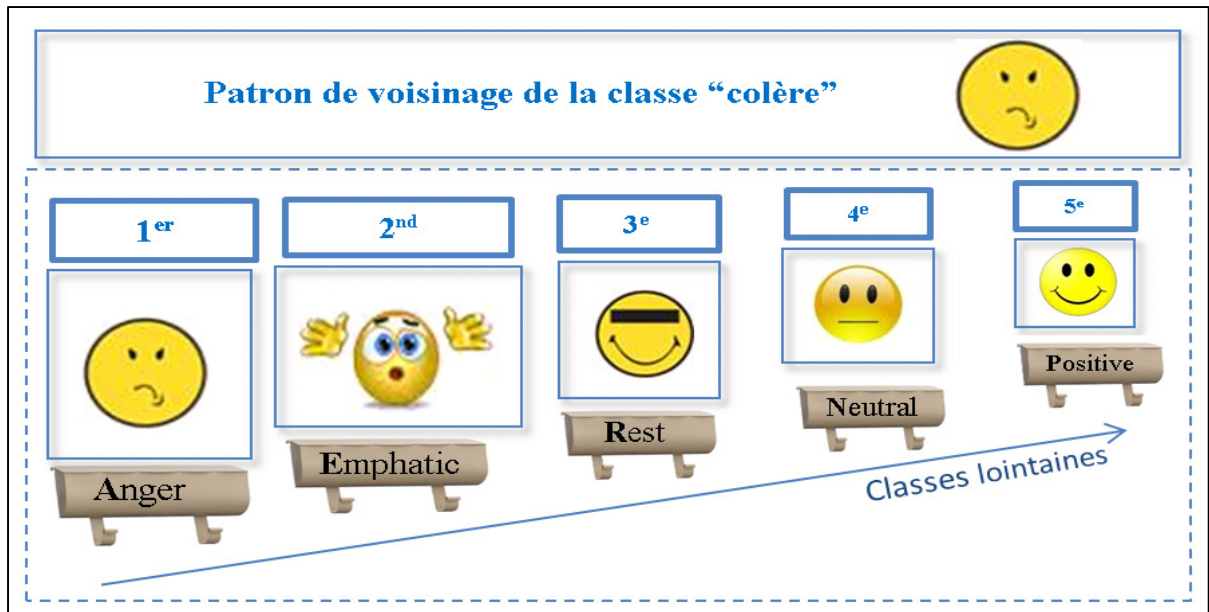 Patron de voisinage de la classe “colère”
1er
2nd
3e
4e
5e
Anger
Emphatic
Rest
Neutral
Positive
Classes lointaines